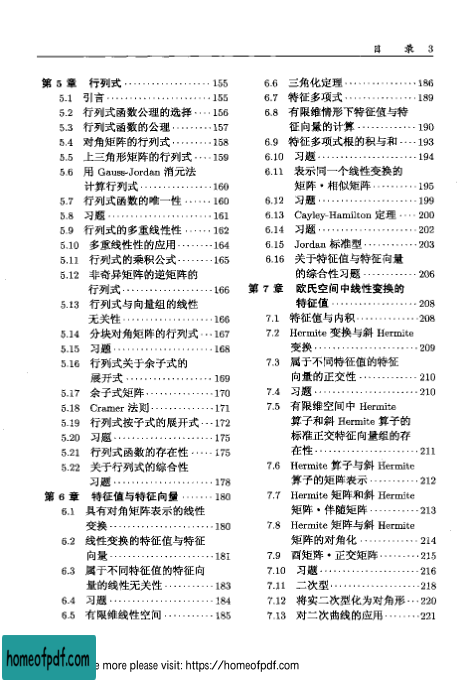 目 录 3
第 5 章 行列式 ····················· 155
5.1 引言 ························· 155
5.2 行列式函数公理的选择 ···· 156
5.3 行列式函数的公理 ········· 157
5.4 对角矩阵的行列式 ········· 158
5.5 上三角形矩阵的行列式 ···· 159
5.6 用 Gauss-Jordan 消元法
计算行列式 ················· 160
5.7 行列式函数的唯一性 ······ 160
5.8 习题 ························· 161
5.9 行列式的多重线性性 ······ 162
5.10 多重线性性的应用 ········ 164
5.11 行列式的乘积公式 ········ 165
5.12 非奇异矩阵的逆矩阵的
行列式 ······················ 166
5.13 行列式与向量组的线性
无关性 ······················ 166
5.14 分块对角矩阵的行列式 ··· 167
5.15 习题 ························ 168
5.16 行列式关于余子式的
展开式 ····················· 169
5.17 余子式矩阵 ················ 170
5.18 Cramer 法则 ··············· 171
5.19 行列式按子式的展开式 ··· 172
5.20 习题 ························ 175
5.21 行列式函数的存在性 ····· 175
5.22 关于行列式的综合性
习题 ························ 178
第 6 章 特征值与特征向量 ······· 180
6.1 具有对角矩阵表示的线性
变换 ························· 180
6.2 线性变换的特征值与特征
向量 ························· 181
6.3 属于不同特征值的特征向
量的线性无关性 ············ 183
6.4 习题 ························· 184
6.5 有限维线性空间 ············ 185
6.6 三角化定理 ················· 186
6.7 特征多项式 ················· 189
6.8 有限维情形下特征值与特
征向量的计算 ·············· 190
6.9 特征多项式根的积与和 ···· 193
6.10 习题 ························ 194
6.11 表示同一个线性变换的
矩阵·相似矩阵 ··········· 195
6.12 习题 ························ 199
6.13 Cayley-Hamilton 定理 ···· 200
6.14 习题 ························ 202
6.15 Jordan 标准型 ············· 203
6.16 关于特征值与特征向量
的综合性习题 ············· 206
第 7 章 欧氏空间中线性变换的
特征值 ····················· 208
7.1 特征值与内积 ··············· 208
7.2 Hermite 变换与斜 Hermite
变换 ························· 209
7.3 属于不同特征值的特征
向量的正交性 ·············· 210
7.4 习题 ························· 210
7.5 有限维空间中 Hermite
算子和斜 Hermite 算子的
标准正交特征向量组的存
在性 ························· 211
7.6 Hermite 算子与斜 Hermite
算子的矩阵表示 ············ 212
7.7 Hermite 矩阵和斜 Hermite
矩阵·伴随矩阵 ············ 213
7.8 Hermite 矩阵与斜 Hermite
矩阵的对角化 ·············· 214
7.9 酉矩阵·正交矩阵 ·········· 215
7.10 习题 ························ 216
7.11 二次型 ······················ 218
7.12 将实二次型化为对角形 ··· 220
7.13 对二次曲线的应用 ········ 221
homeofpdf.com
e more please visit: https://homeofpdf.com